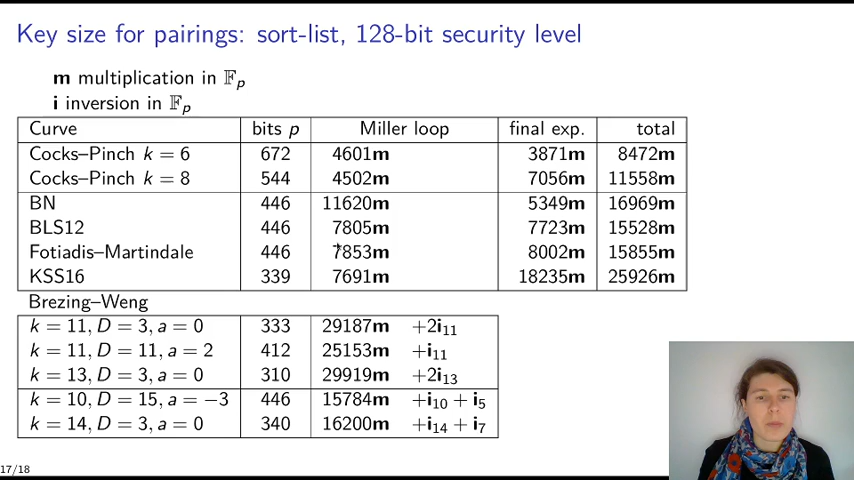 Key size for pairings: sort-list, 128-bit security level
m multiplication in 𝔽p
i inversion in 𝔽p
Curve bits p Miller loop final exp. total
Cocks–Pinch k = 6 672 4601m 3871m 8472m
Cocks–Pinch k = 8 544 4502m 7056m 11558m
BN 446 11620m 5349m 16969m
BLS12 446 7805m 7723m 15528m
Fotiadis–Martindale 446 7853m 8002m 15855m
KSS16 339 7691m 18235m 25926m
Brezing–Weng
k = 11, D = 3, a = 0 333 29187m +2i11
k = 11, D = 11, a = 2 412 25153m +i11
k = 13, D = 3, a = 0 310 29919m +2i13
k = 10, D = 15, a = −3 446 15784m +i10 + i5
k = 14, D = 3, a = 0 340 16200m +i14 + i7
17/18